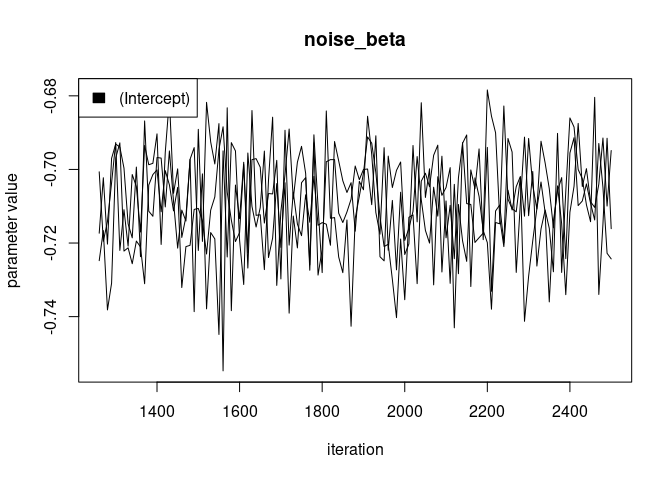 noise_beta
(Intercept)
parameter value
-0.68
-0.70
-0.72
-0.74
1400 1600 1800 2000 2200 2400
iteration